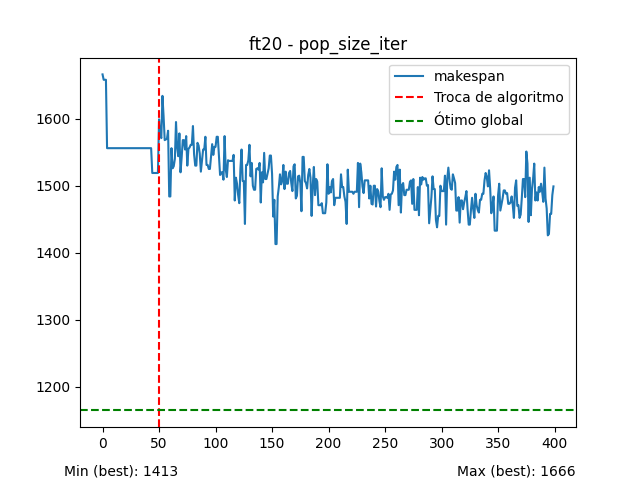 ft20 - pop_size_iter
makespan
Troca de algoritmo
Ótimo global
1600
1500
1400
1300
1200
0 50 100 150 200 250 300 350 400
Min (best): 1413 Max (best): 1666